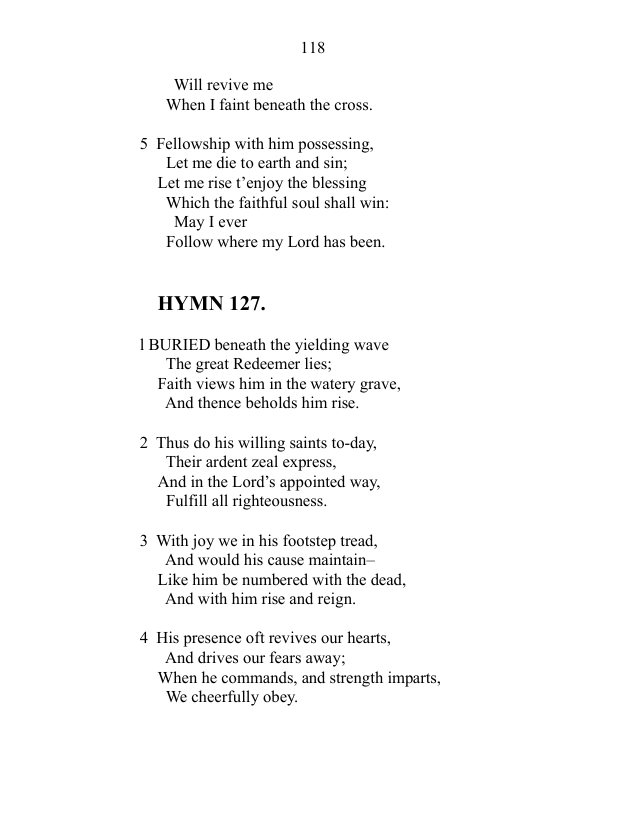 118
Will revive me
When I faint beneath the cross.
5 Fellowship with him possessing,
Let me die to earth and sin;
Let me rise t’enjoy the blessing
Which the faithful soul shall win:
May I ever
Follow where my Lord has been.
HYMN 127.
l BURIED beneath the yielding wave
The great Redeemer lies;
Faith views him in the watery grave,
And thence beholds him rise.
2 Thus do his willing saints to-day,
Their ardent zeal express,
And in the Lord’s appointed way,
Fulfill all righteousness.
3 With joy we in his footstep tread,
And would his cause maintain–
Like him be numbered with the dead,
And with him rise and reign.
4 His presence oft revives our hearts,
And drives our fears away;
When he commands, and strength imparts,
We cheerfully obey.